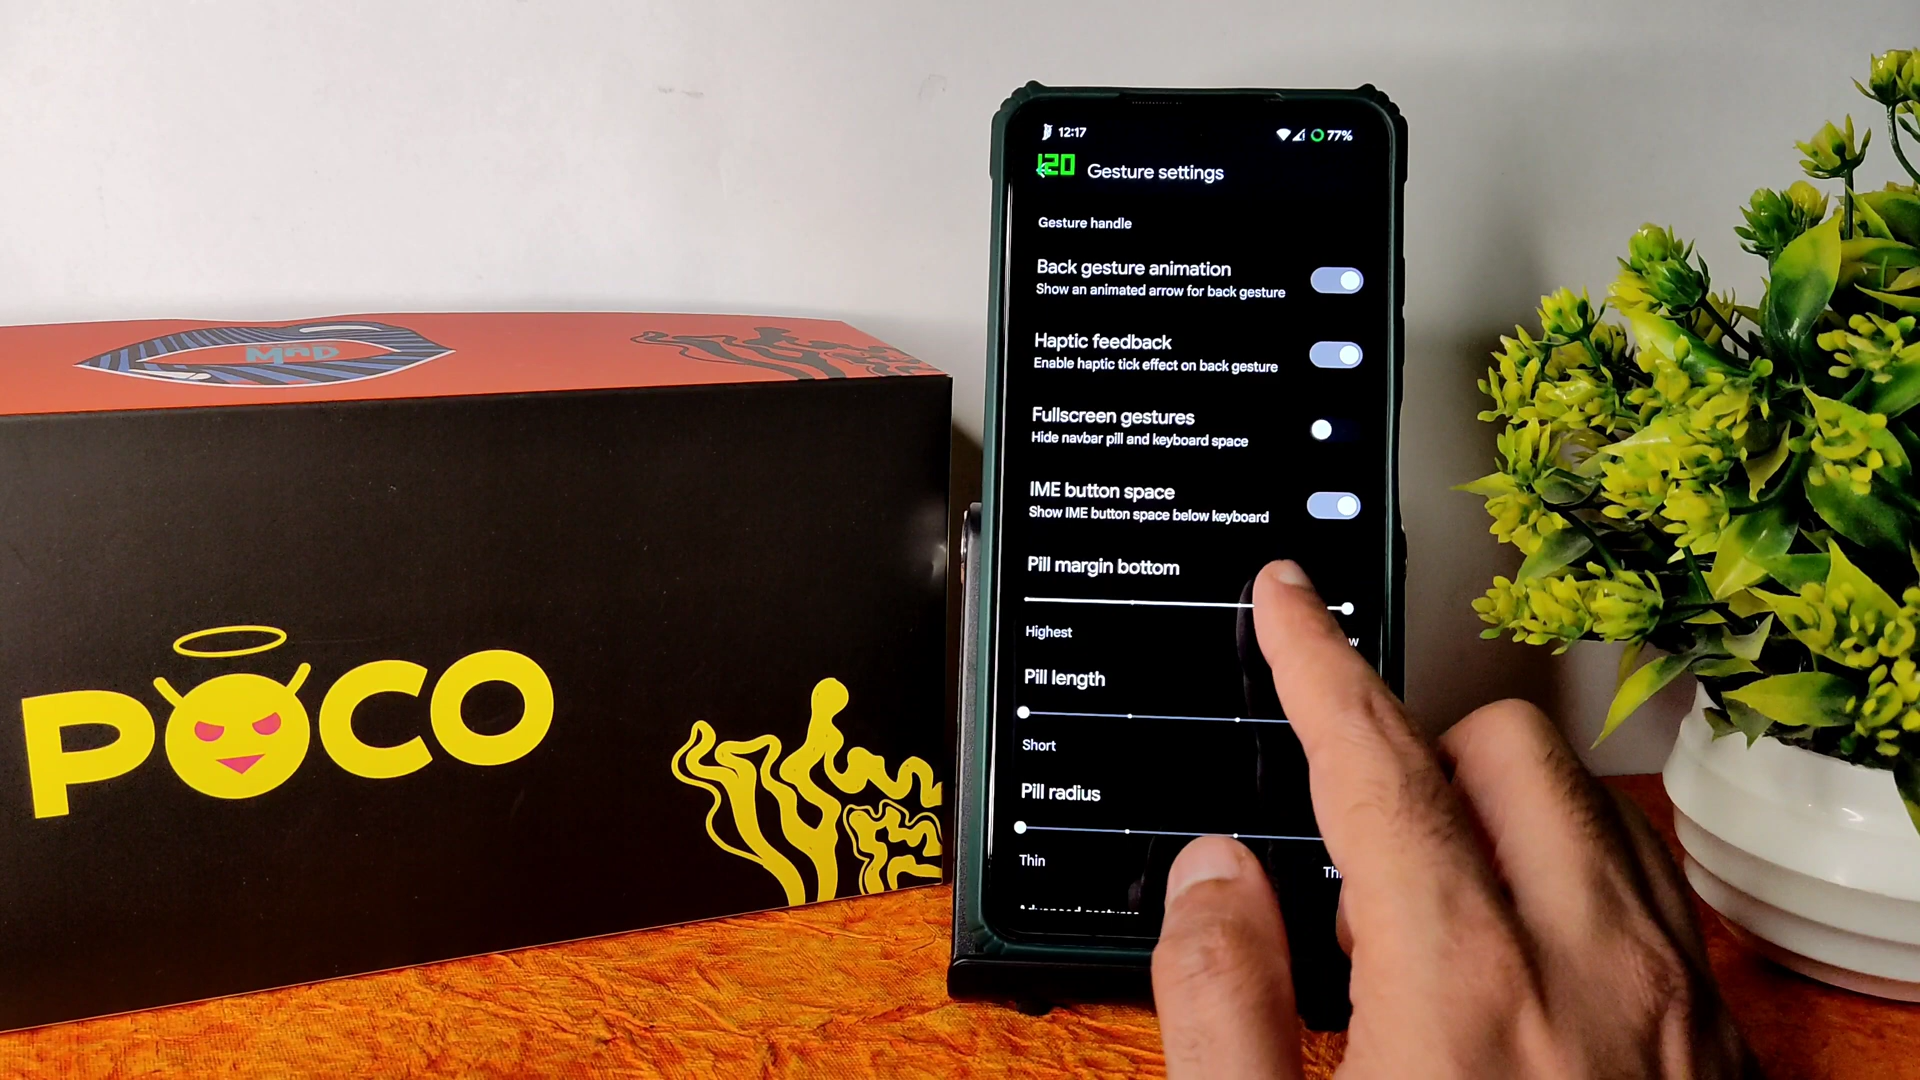 MAD
POCO
12:17
77%
120
Gesture settings
Gesture handle
Back gesture animation
Show an animated arrow for back gesture
Haptic feedback
Enable haptic tick effect on back gesture
Fullscreen gestures
Hide navbar pill and keyboard space
IME button space
Show IME button space below keyboard
Pill margin bottom
Highest
Pill length
Short
Pill radius
Thin